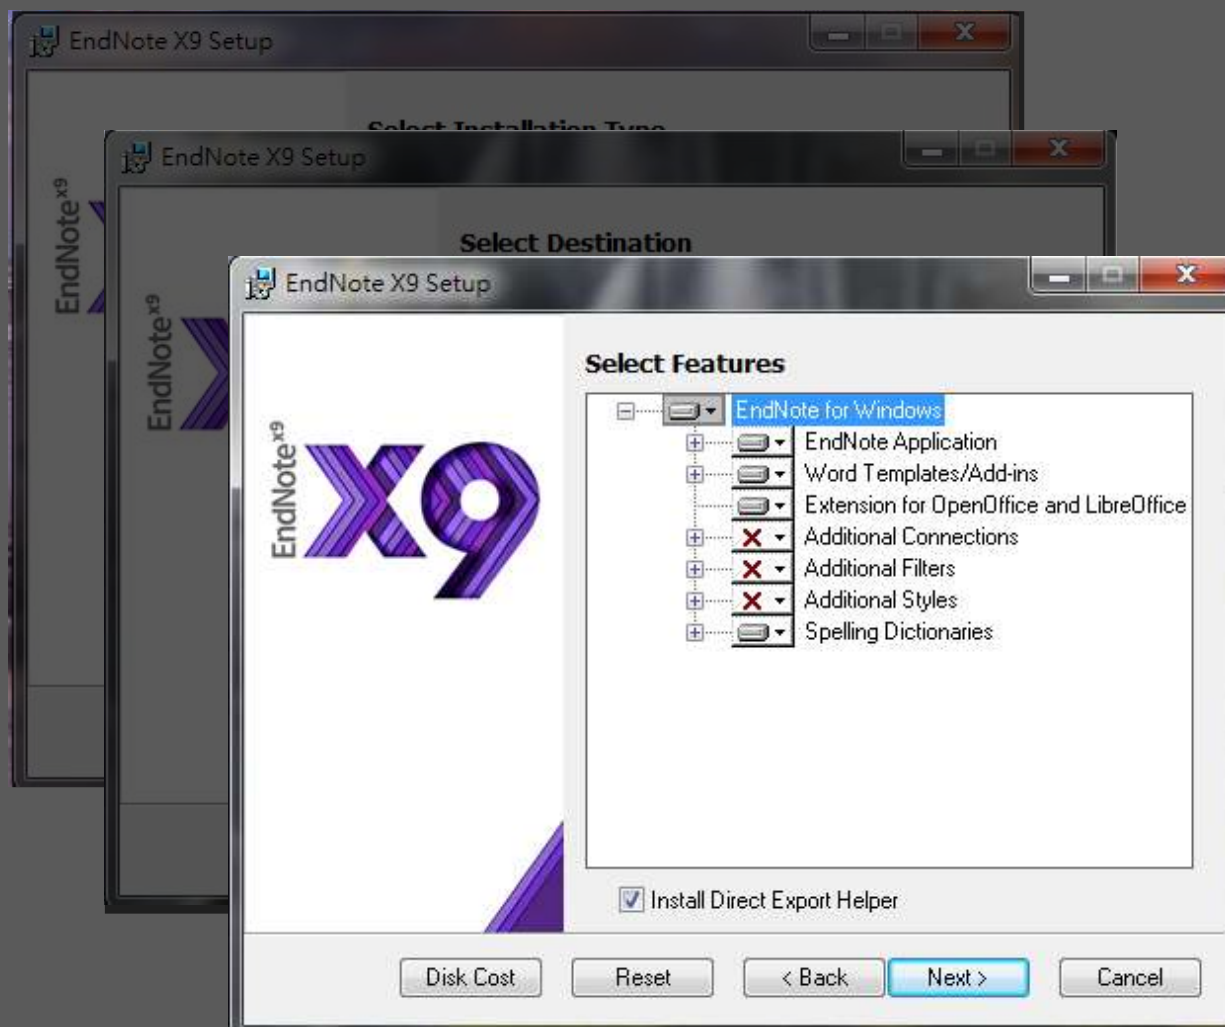 EndNote X9 Setup
Select Installation Type
EndNote X9
EndNote X9 Setup
Select Destination
EndNote X9
EndNote X9 Setup
EndNote X9
X9
Select Features
EndNote for Windows
EndNote Application
Word Templates/Add-ins
Extension for OpenOffice and LibreOffice
Additional Connections
Additional Filters
Additional Styles
Spelling Dictionaries
Install Direct Export Helper
Disk Cost
Reset
< Back
Next >
Cancel